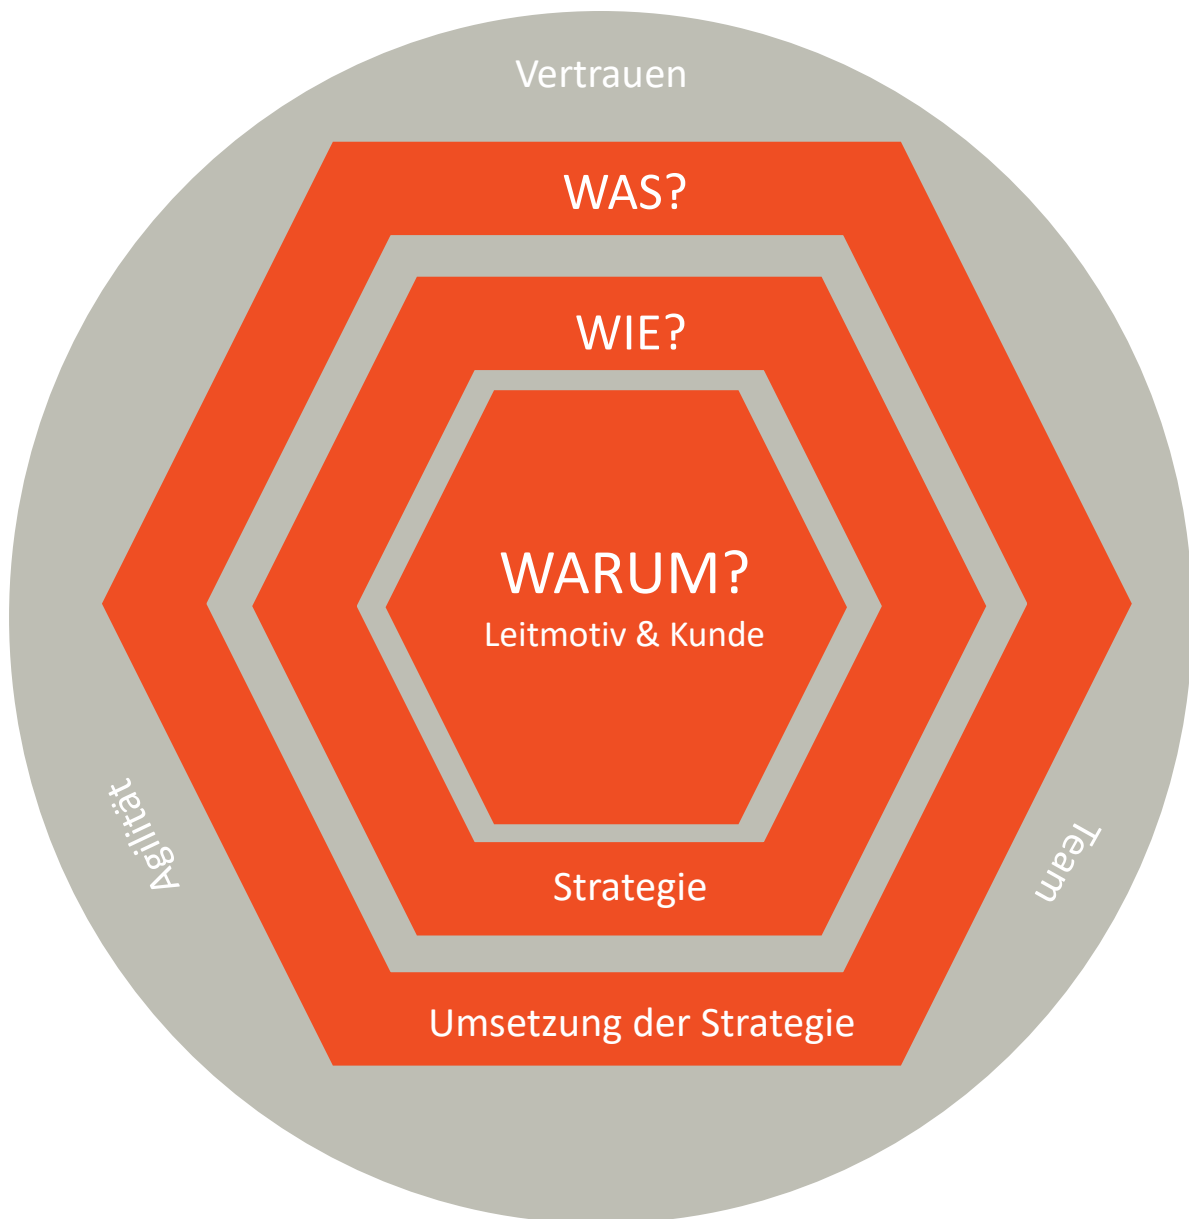 Vertrauen
WAS?
WIE?
WARUM?
Leitmotiv & Kunde
Agilität
Team
Strategie
Umsetzung der Strategie